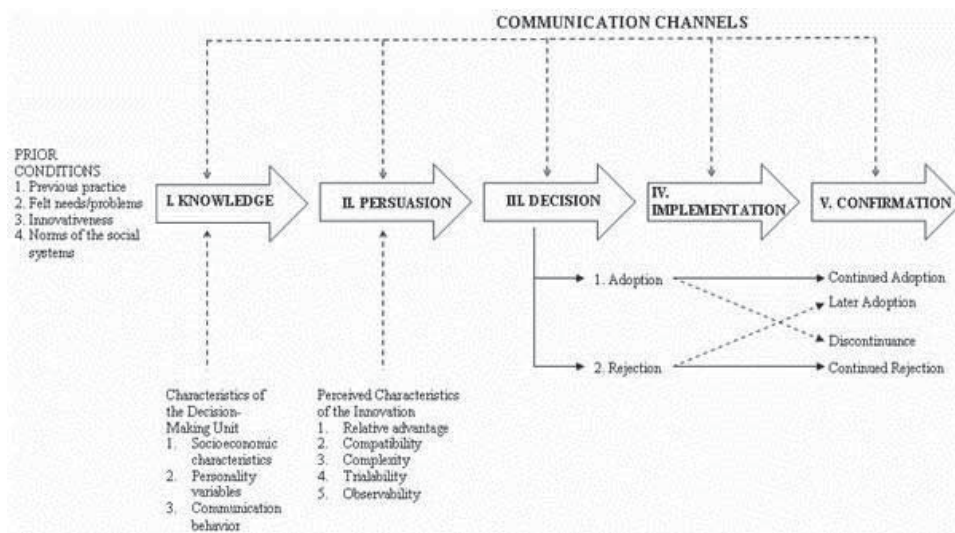 COMMUNICATION CHANNELS
PRIOR
CONDITIONS
1. Previous practice
2. Felt needs/problems
3. Innovativeness
4. Norms of the social
systems
I. KNOWLEDGE
II. PERSUASION
III. DECISION
IV.
IMPLEMENTATION
V. CONFIRMATION
1. Adoption
2. Rejection
Continued Adoption
Later Adoption
Discontinuance
Continued Rejection
Characteristics of
the Decision-
Making Unit
1. Socioeconomic
characteristics
2. Personality
variables
3. Communication
behavior
Perceived Characteristics
of the Innovation
1. Relative advantage
2. Compatibility
3. Complexity
4. Trialability
5. Observability